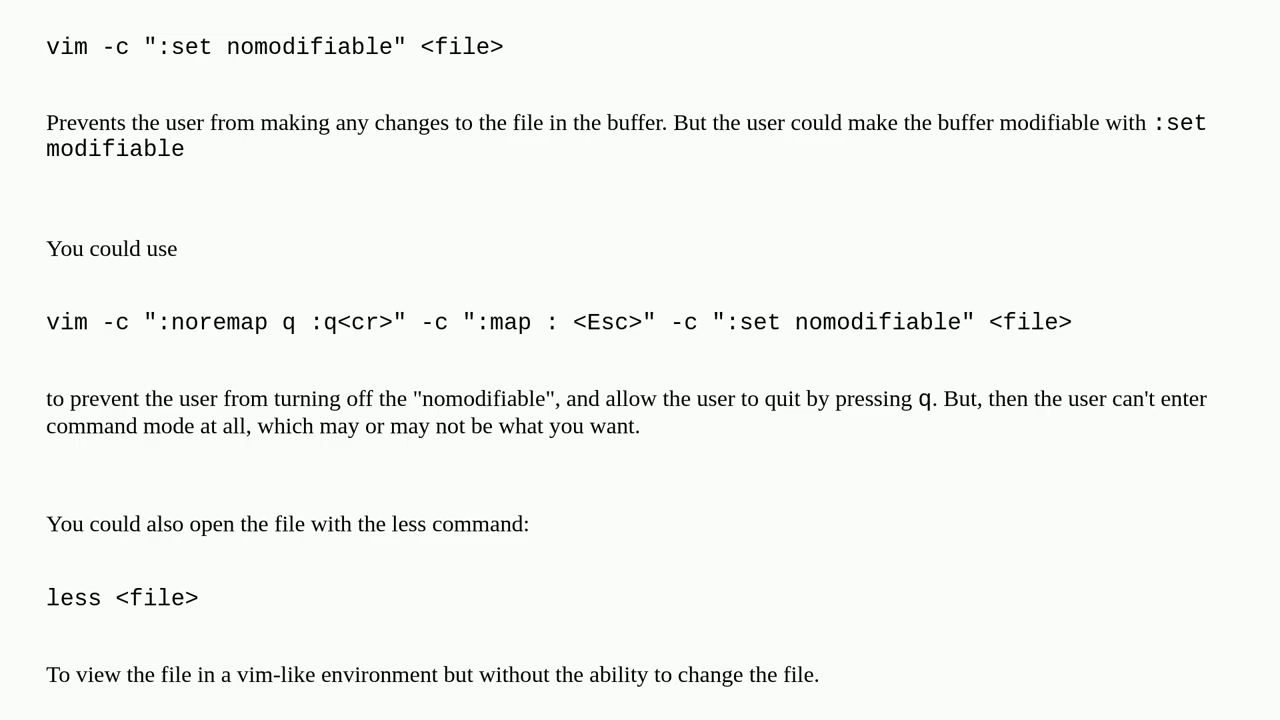 vim -c ":set nomodifiable" <file>
Prevents the user from making any changes to the file in the buffer. But the user could make the buffer modifiable with :set
modifiable
You could use
vim -c ":noremap q :q<cr>" -c ":map : <Esc>" -c ":set nomodifiable" <file>
to prevent the user from turning off the "nomodifiable", and allow the user to quit by pressing q. But, then the user can't enter
command mode at all, which may or may not be what you want.
You could also open the file with the less command:
less <file>
To view the file in a vim-like environment but without the ability to change the file.